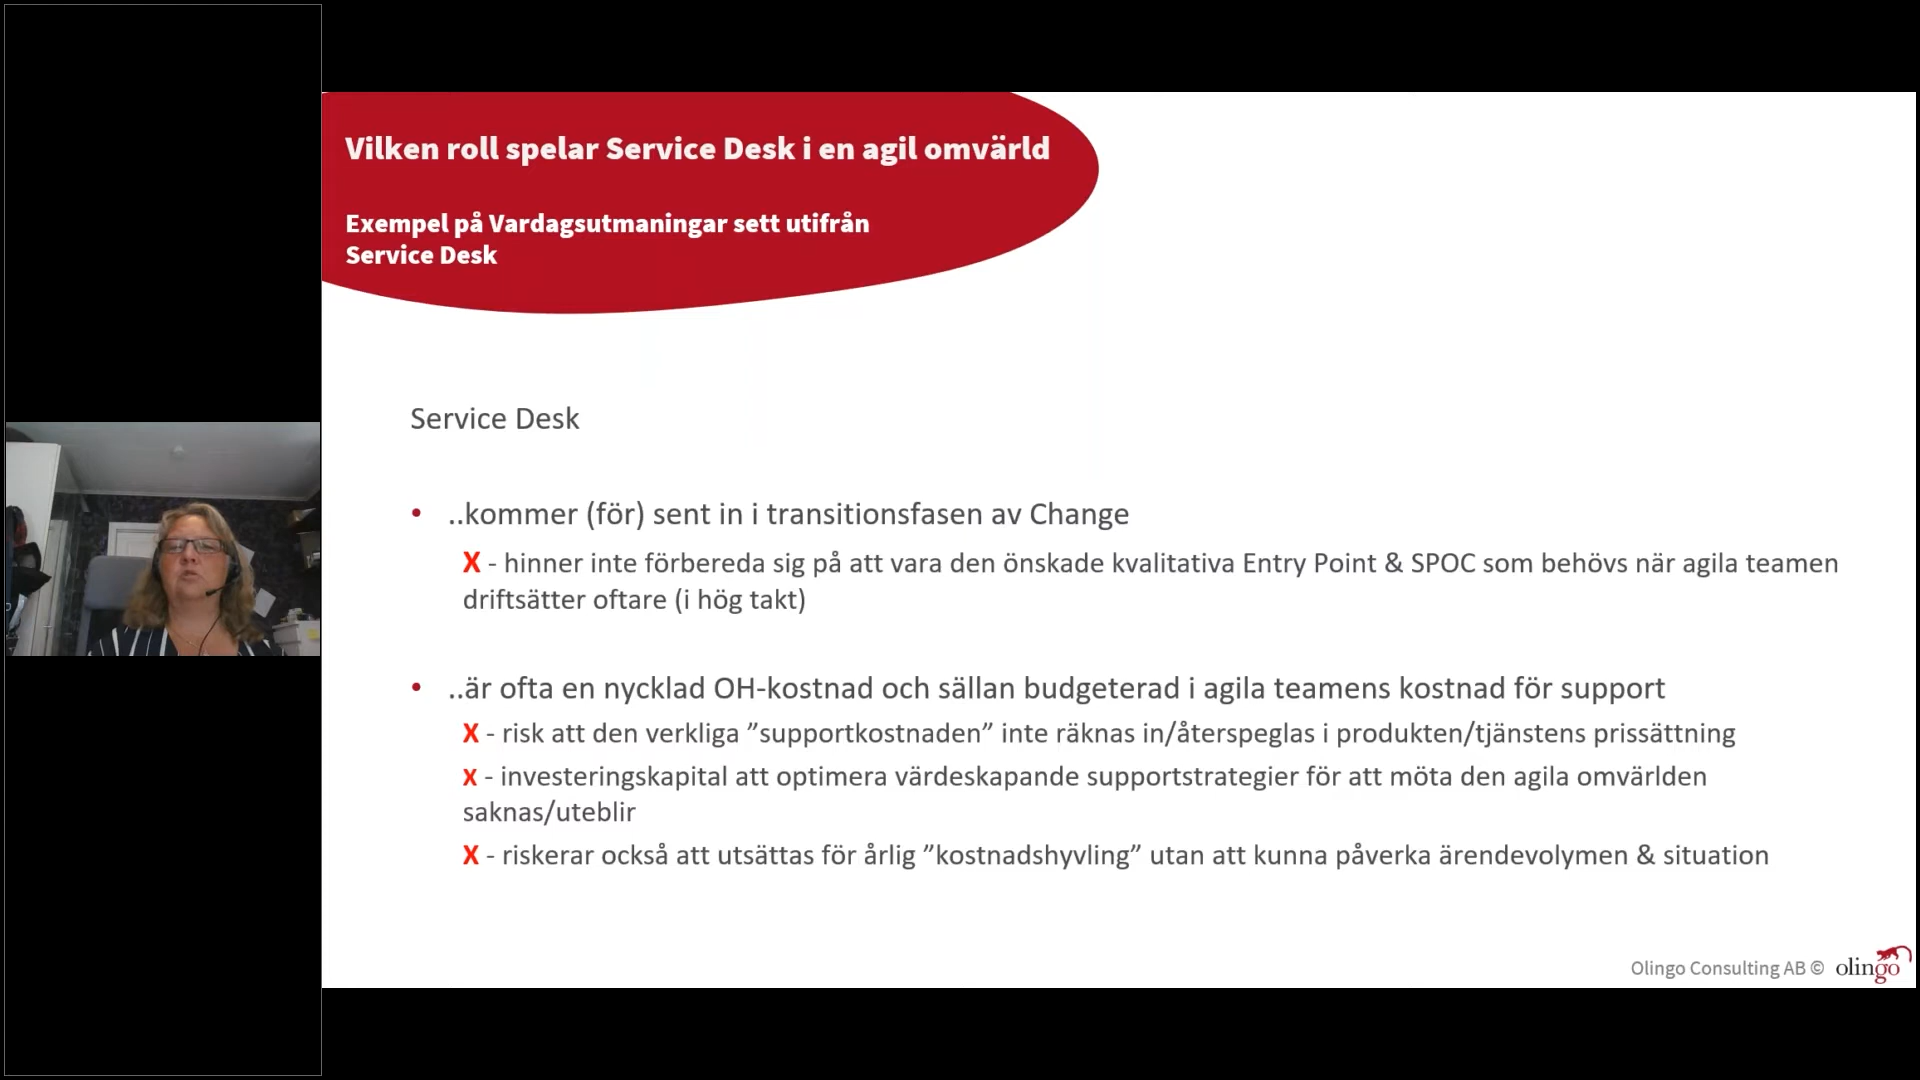 Vilken roll spelar Service Desk i en agil omvärld
Exempel på Vardagsutmaningar sett utifrån
Service Desk
Service Desk
• ..kommer (för) sent in i transitionsfasen av Change
X - hinner inte förbereda sig på att vara den önskade kvalitativa Entry Point & SPOC som behövs när agila teamen
driftsätter oftare (i hög takt)
• ..är ofta en nycklad OH-kostnad och sällan budgeterad i agila teamens kostnad för support
X - risk att den verkliga ”supportkostnaden” inte räknas in/återspeglas i produkten/tjänstens prissättning
x - investeringskapital att optimera värdeskapande supportstrategier för att möta den agila omvärlden
saknas/uteblir
X - riskerar också att utsättas för årlig ”kostnadshyvling” utan att kunna påverka ärendevolymen & situation
Olingo Consulting AB © olingo